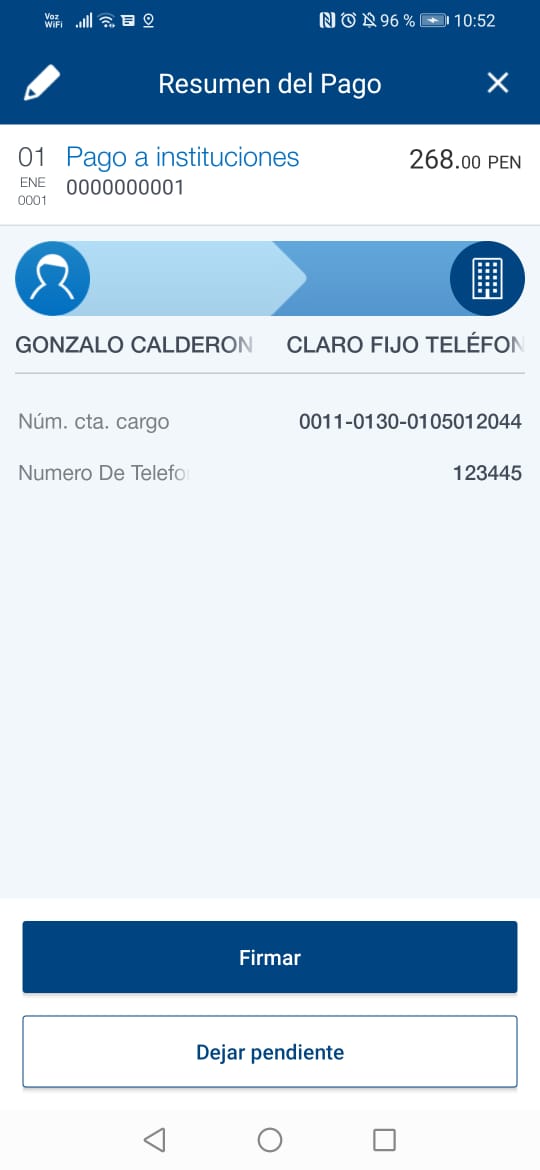 Voz WiFi 96 % 10:52
Resumen del Pago
01 Pago a instituciones 268.00 PEN
ENE 0000000001
0001
GONZALO CALDERON CLARO FIJO TELÉFON
Núm. cta. cargo 0011-0130-0105012044
Numero De Telefo 123445
Firmar
Dejar pendiente